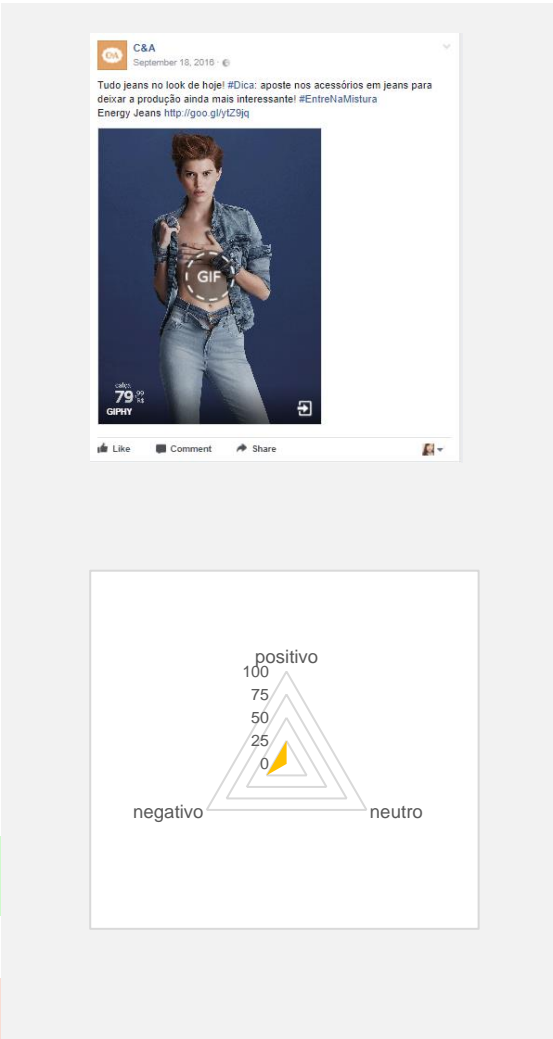 C&A
C&A
September 18, 2016
Tudo jeans no look de hoje! #Dica: aposte nos acessórios em jeans para
deixar a produção ainda mais interessante! #EntreNaMistura
Energy Jeans http://goo.gl/ytZ9jq
GIF
calça
79,99
R$
GIPHY
Like Comment Share
positivo
100
75
50
25
0
negativo
neutro